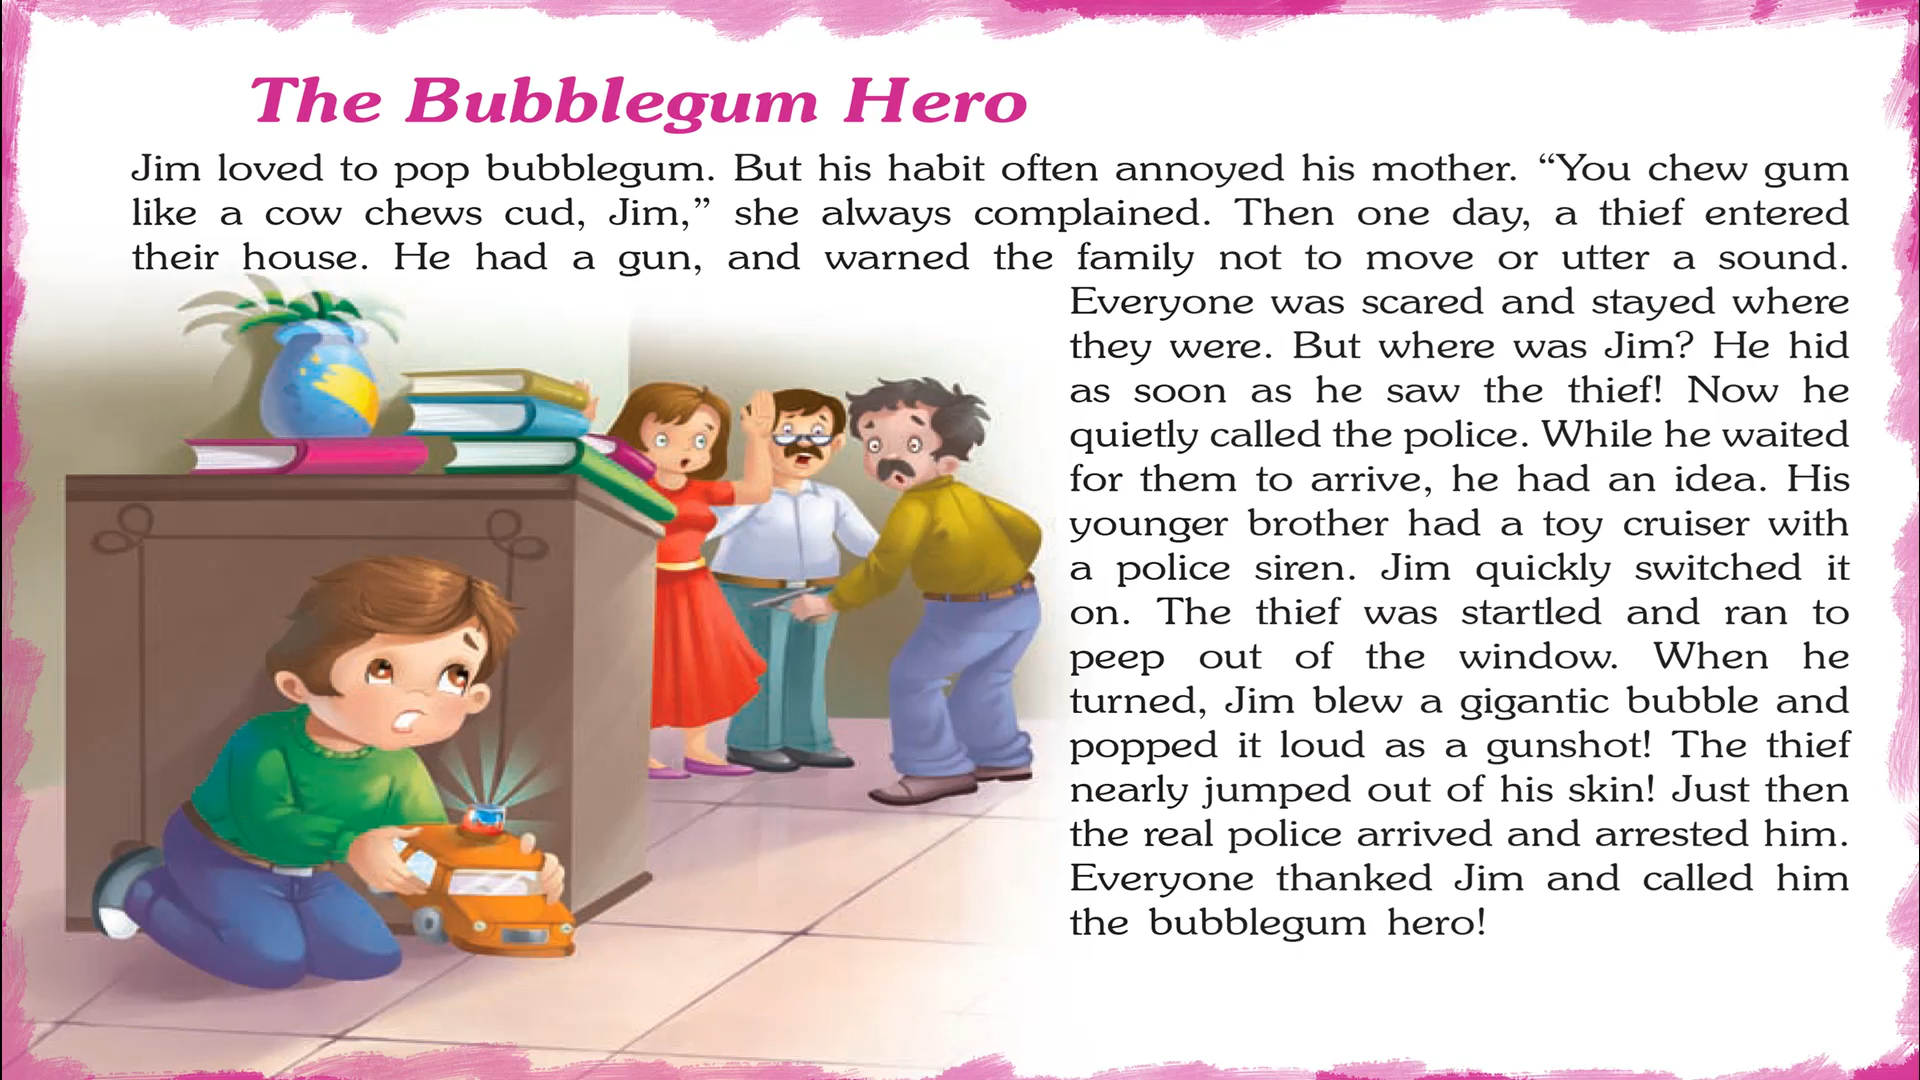 The Bubblegum Hero
Jim loved to pop bubblegum. But his habit often annoyed his mother. “You chew gum
like a cow chews cud, Jim,” she always complained. Then one day, a thief entered
their house. He had a gun, and warned the family not to move or utter a sound.
Everyone was scared and stayed where
they were. But where was Jim? He hid
as soon as he saw the thief! Now he
quietly called the police. While he waited
for them to arrive, he had an idea. His
younger brother had a toy cruiser with
a police siren. Jim quickly switched it
on. The thief was startled and ran to
peep out of the window. When he
turned, Jim blew a gigantic bubble and
popped it loud as a gunshot! The thief
nearly jumped out of his skin! Just then
the real police arrived and arrested him.
Everyone thanked Jim and called him
the bubblegum hero!